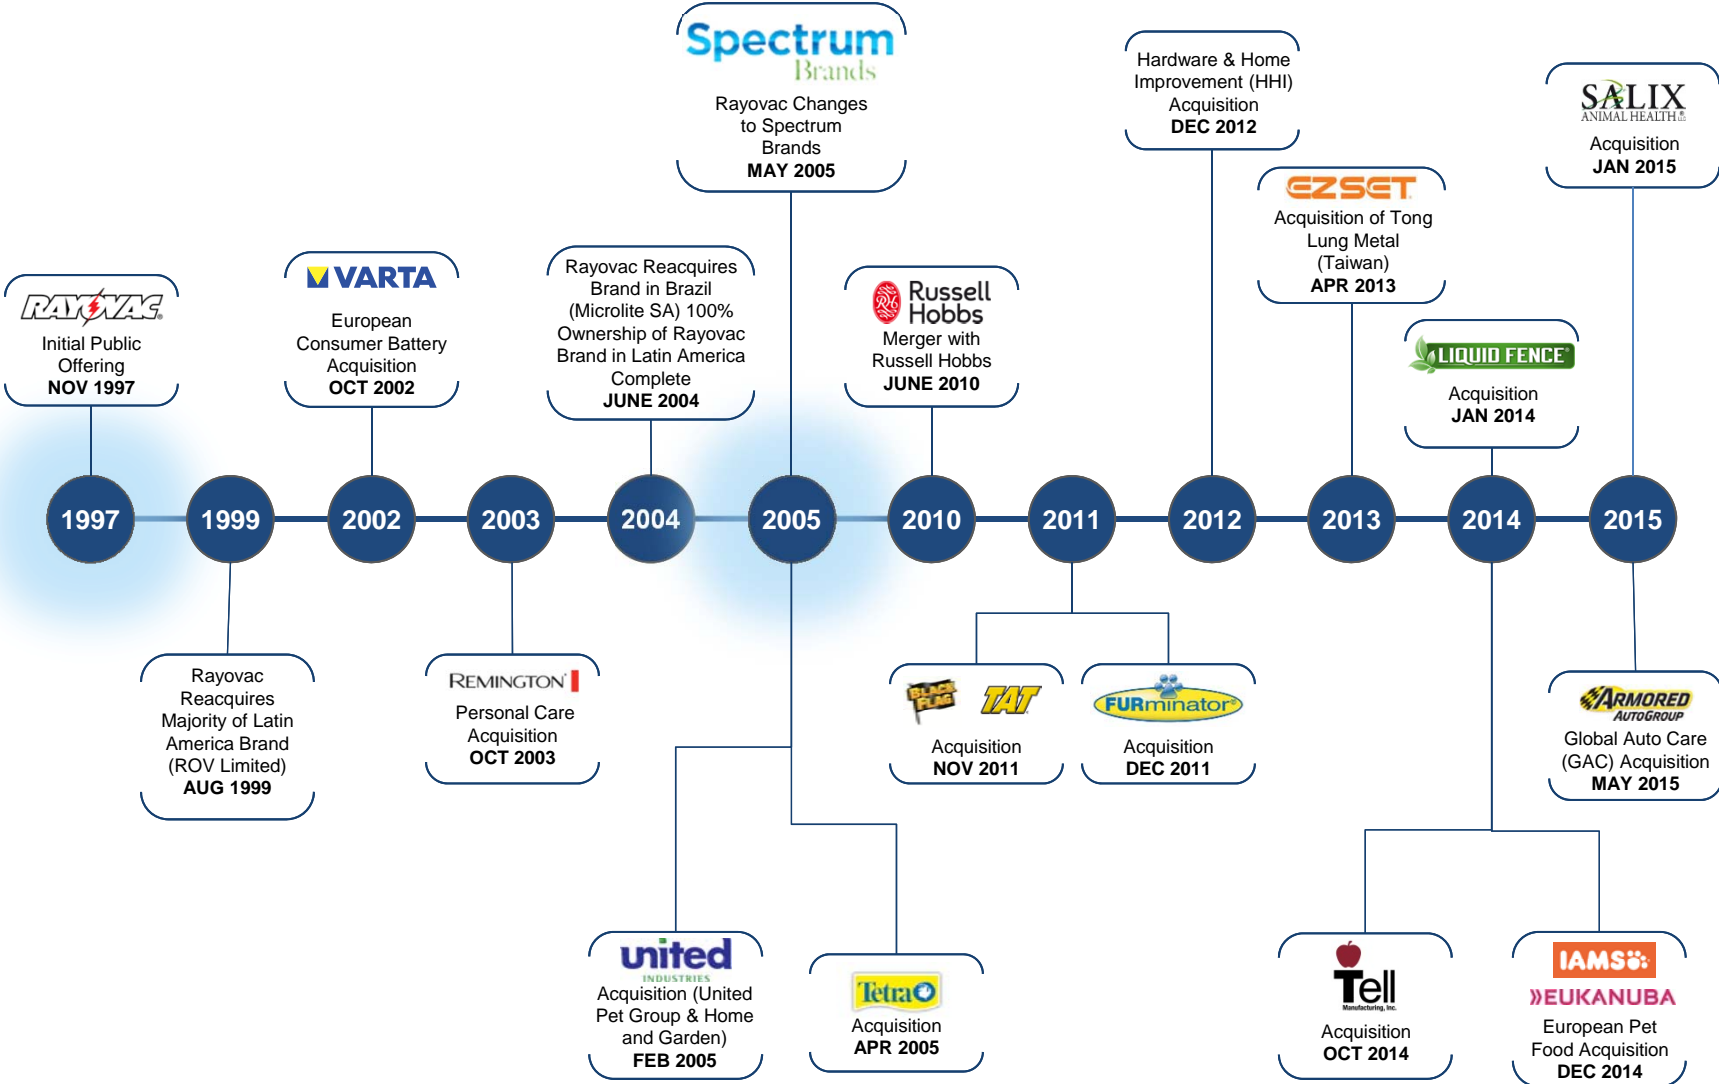 Spectrum
Brands
Rayovac Changes
to Spectrum
Brands
MAY 2005
Hardware & Home
Improvement (HHI)
Acquisition
DEC 2012
SALIX
ANIMAL HEALTH
Acquisition
JAN 2015
EZSET
Acquisition of Tong
Lung Metal
(Taiwan)
APR 2013
RAYOVAC
Initial Public
Offering
NOV 1997
VARTA
European
Consumer Battery
Acquisition
OCT 2002
Rayovac Reacquires
Brand in Brazil
(Microlite SA) 100%
Ownership of Rayovac
Brand in Latin America
Complete
JUNE 2004
RH
Russell
Hobbs
Merger with
Russell Hobbs
JUNE 2010
LIQUID FENCE®
Acquisition
JAN 2014
1997
1999
2002
2003
2004
2005
2010
2011
2012
2013
2014
2015
Rayovac
Reacquires
Majority of Latin
America Brand
(ROV Limited)
AUG 1999
REMINGTON
Personal Care
Acquisition
OCT 2003
BLACK
FLAG
TAT
Acquisition
NOV 2011
FURminator®
Acquisition
DEC 2011
ARMORED
AUTOGROUP
Global Auto Care
(GAC) Acquisition
MAY 2015
united
INDUSTRIES
Acquisition (United
Pet Group & Home
and Garden)
FEB 2005
Tetra
Acquisition
APR 2005
Tell
Manufacturing, Inc.
Acquisition
OCT 2014
IAMS
EUKANUBA
European Pet
Food Acquisition
DEC 2014